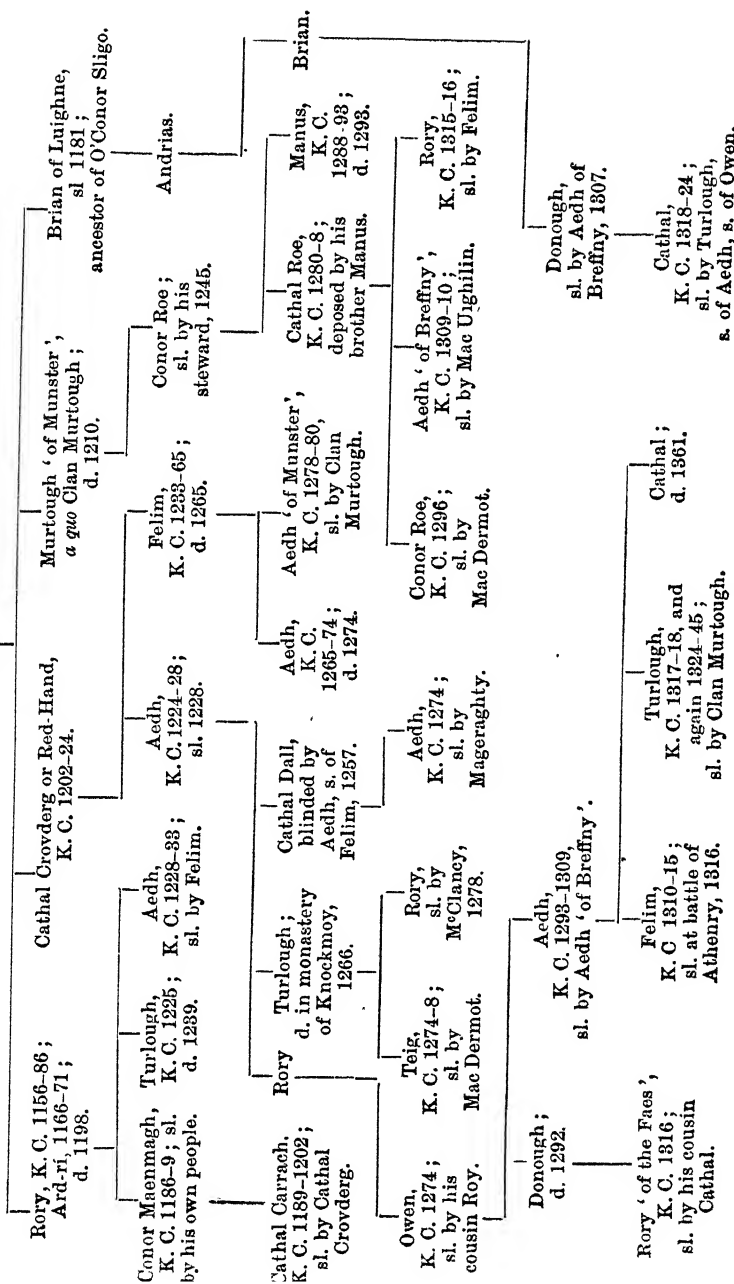 Rory, K. C. 1156-86 ;
Ard-rí, 1166-71 ;
d. 1198.
Cathal Crovderg or Red-Hand,
K. C. 1202-24.
Murtough ‘ of Munster’,
a quo Clan Murtough ;
d. 1210.
Brian of Luighne,
sl 1181 ;
ancestor of O'Conor Sligo.
Conor Maenmagh,
K. C. 1186-9 ; sl.
by his own people.
Turlough,
K. C. 1225 ;
d. 1239.
Aedh,
K. C. 1228-33 ;
sl. by Felim.
Aedh,
K. C. 1224-28 ;
sl. 1228.
Felim,
K. C. 1233-65 ;
d. 1265.
Conor Roe ;
sl. by his
steward, 1245.
Andrias.
Cathal Carrach.
K. C. 1189-1202 ;
sl. by Cathal
Crovderg.
Rory
Turlough ;
d. in monastery
of Knockmoy,
1266.
Cathal Dall,
blinded by
Aedh, s. of
Felim, 1257.
Aedh,
K. C.
1265-74 ;
d. 1274.
Aedh ‘ of Munster’,
K. C. 1278-80,
sl. by Clan
Murtough.
Cathal Roe,
K. C. 1280-8,
deposed by his
brother Manus.
Manus,
K. C.
1288-93 ;
d. 1293.
Brian.
Owen,
K. C. 1274 ;
sl. by his
cousin Roy.
Teig,
K. C. 1274-8 ;
sl. by
Mac Dermot.
Rory,
sl. by
McClancy,
1278.
Aedh,
K. C. 1274 ;
sl. by
Mageraghty.
Conor Roe,
K. C. 1296 ;
sl. by
Mac Dermot.
Aedh ‘ of Breffny’,
K. C. 1309-10 ;
sl. by Mac Uighilin.
Rory,
K. C. 1315-16 ;
sl. by Felim.
Donough ;
d. 1292.
Aedh,
K. C. 1293-1309,
sl. by Aedh ‘ of Breffny’.
Donough,
sl. by Aedh of
Breffny, 1307.
Rory ‘ of the Faes’,
K. C. 1316 ;
sl. by his cousin
Cathal.
Felim,
K. C 1310-15 ;
sl. at battle of
Athenry, 1316.
Turlough,
K. C. 1317-18, and
again 1324-45 ;
sl. by Clan Murtough.
Cathal ;
d. 1361.
Cathal,
K. C. 1318-24 ;
sl. by Turlough,
s. of Aedh, s. of Owen.